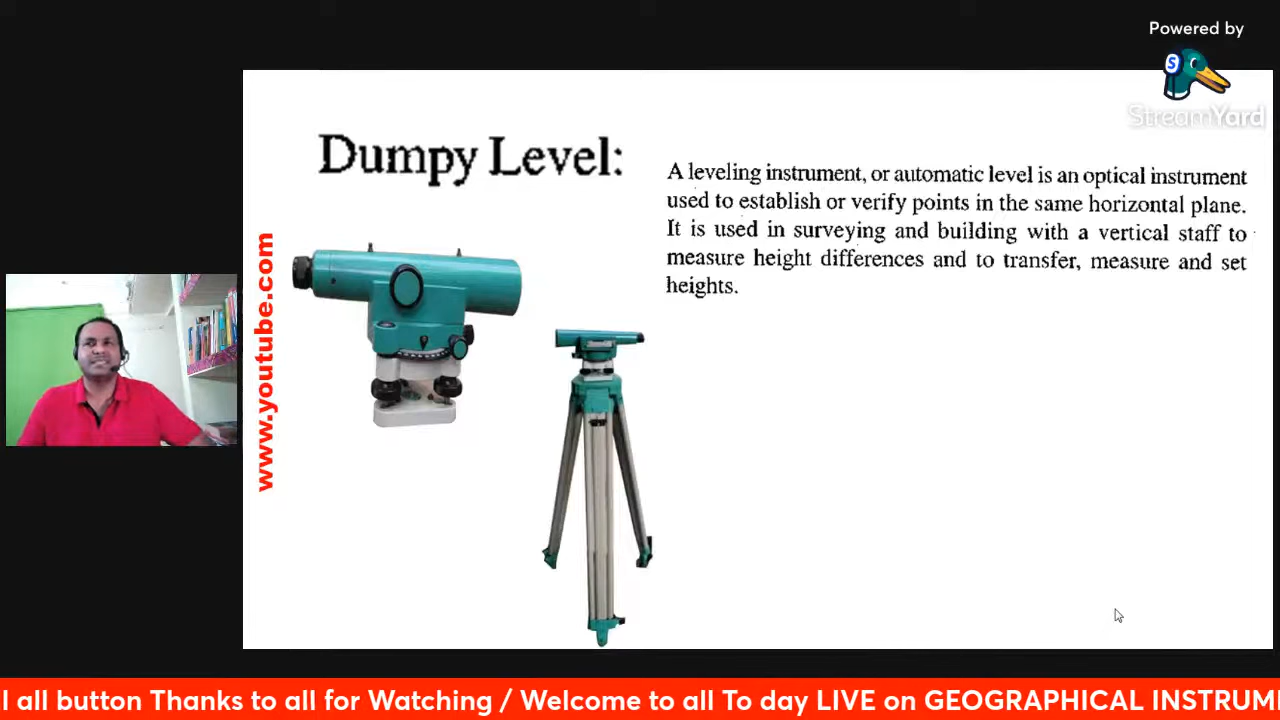 Powered by
StreamYard
Dumpy Level:
A leveling instrument, or automatic level is an optical instrument
used to establish or verify points in the same horizontal plane.
It is used in surveying and building with a vertical staff to
measure height differences and to transfer, measure and set
heights.
www.youtube.com
l all button Thanks to all for Watching / Welcome to all To day LIVE on GEOGRAPHICAL INSTRUM